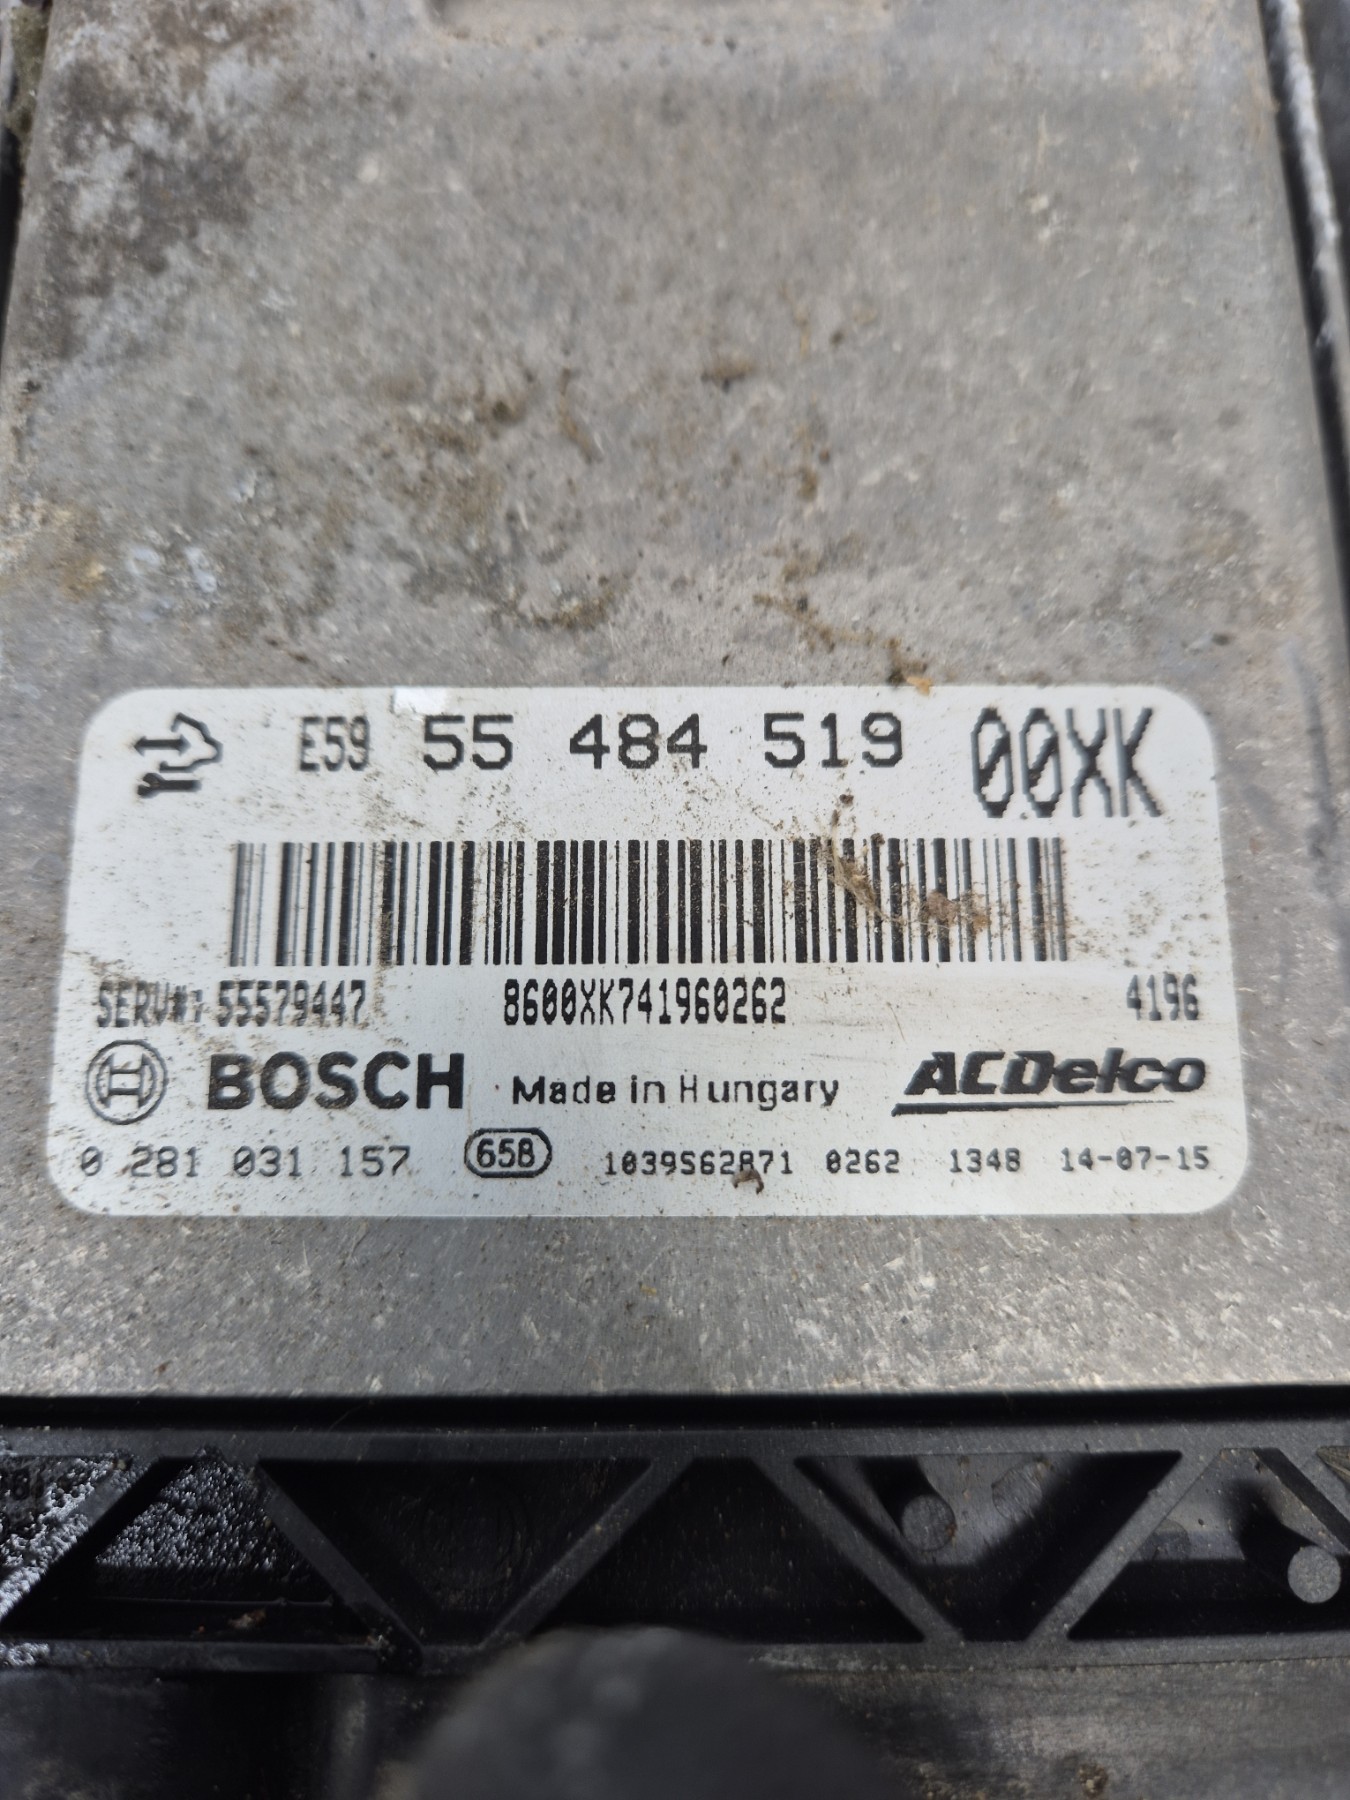 E59 55 484 519 00XK
SERV#: 55579447 8600XK741960262 4196
BOSCH Made in Hungary ACDelco
0 281 031 157 658 1039S62871 0262 1348 14-07-15